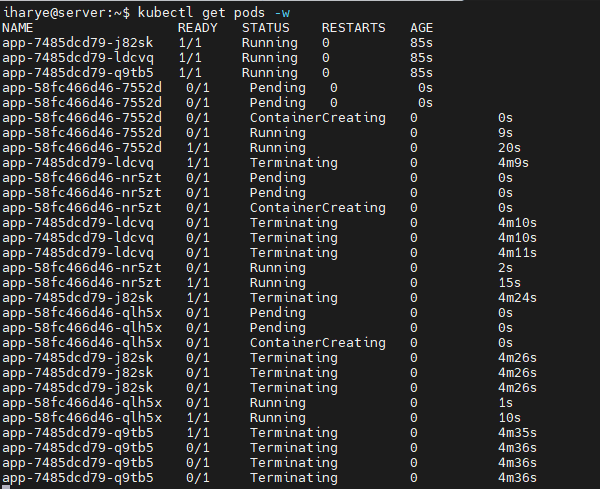 iharye@server:~$ kubectl get pods -w
NAME READY STATUS RESTARTS AGE
app-7485dcd79-j82sk 1/1 Running 0 85s
app-7485dcd79-ldcvq 1/1 Running 0 85s
app-7485dcd79-q9tb5 1/1 Running 0 85s
app-58fc466d46-7552d 0/1 Pending 0 0s
app-58fc466d46-7552d 0/1 Pending 0 0s
app-58fc466d46-7552d 0/1 ContainerCreating 0 0s
app-58fc466d46-7552d 0/1 Running 0 9s
app-58fc466d46-7552d 1/1 Running 0 20s
app-7485dcd79-ldcvq 1/1 Terminating 0 4m9s
app-58fc466d46-nr5zt 0/1 Pending 0 0s
app-58fc466d46-nr5zt 0/1 Pending 0 0s
app-58fc466d46-nr5zt 0/1 ContainerCreating 0 0s
app-7485dcd79-ldcvq 0/1 Terminating 0 4m10s
app-7485dcd79-ldcvq 0/1 Terminating 0 4m10s
app-7485dcd79-ldcvq 0/1 Terminating 0 4m11s
app-58fc466d46-nr5zt 0/1 Running 0 2s
app-58fc466d46-nr5zt 1/1 Running 0 15s
app-7485dcd79-j82sk 1/1 Terminating 0 4m24s
app-58fc466d46-qlh5x 0/1 Pending 0 0s
app-58fc466d46-qlh5x 0/1 Pending 0 0s
app-58fc466d46-qlh5x 0/1 ContainerCreating 0 0s
app-7485dcd79-j82sk 0/1 Terminating 0 4m26s
app-7485dcd79-j82sk 0/1 Terminating 0 4m26s
app-7485dcd79-j82sk 0/1 Terminating 0 4m26s
app-58fc466d46-qlh5x 0/1 Running 0 1s
app-58fc466d46-qlh5x 1/1 Running 0 10s
app-7485dcd79-q9tb5 1/1 Terminating 0 4m35s
app-7485dcd79-q9tb5 0/1 Terminating 0 4m36s
app-7485dcd79-q9tb5 0/1 Terminating 0 4m36s
app-7485dcd79-q9tb5 0/1 Terminating 0 4m36s